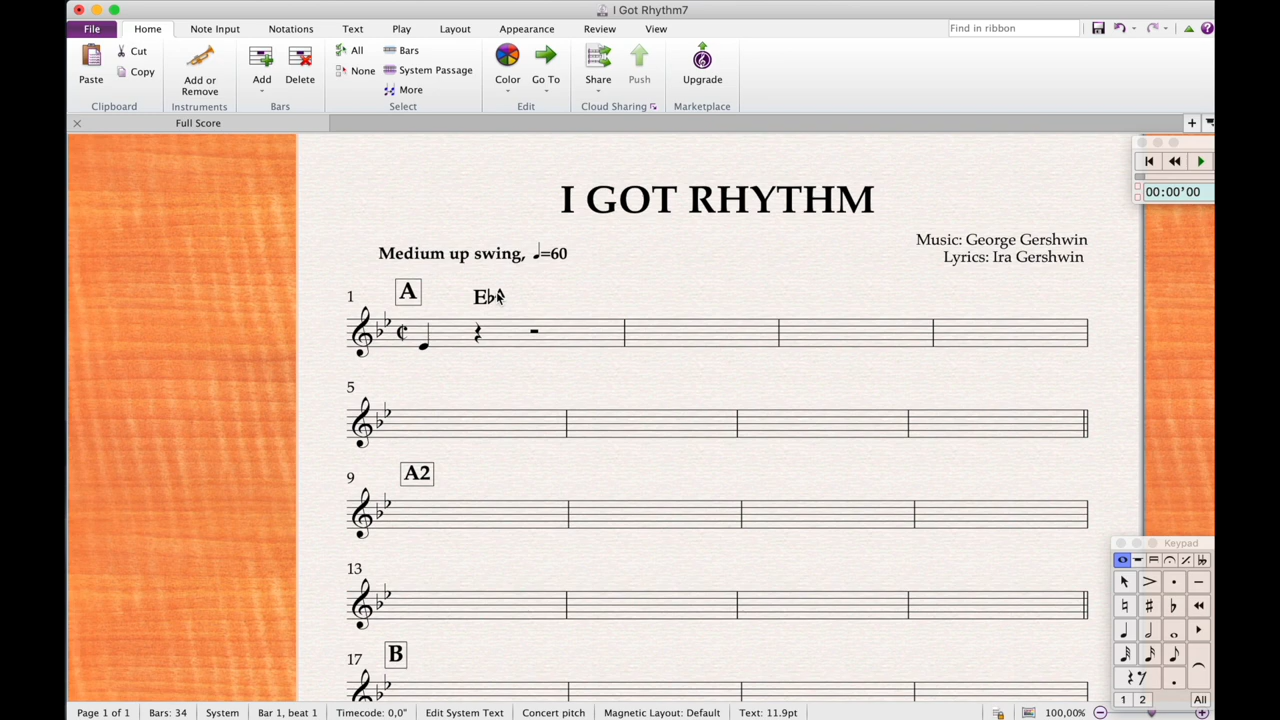 I Got Rhythm7
File Home Note Input Notations Text Play Layout Appearance Review View Find in ribbon
Paste Cut Copy Clipboard
Add or Remove Instruments
Add Delete Bars
All None Bars System Passage More Select
Color Go To Edit
Share Push Cloud Sharing
Upgrade Marketplace
Full Score
00:00'00
I GOT RHYTHM
Medium up swing, ♩=60
Music: George Gershwin
Lyrics: Ira Gershwin
1 A
5
9 A2
13
17 B
Keypad
1 2 All
Page 1 of 1 Bars: 34 System Bar 1, beat 1 Timecode: 0,0" Edit System Text Concert pitch Magnetic Layout: Default Text: 11.9pt 100,00%